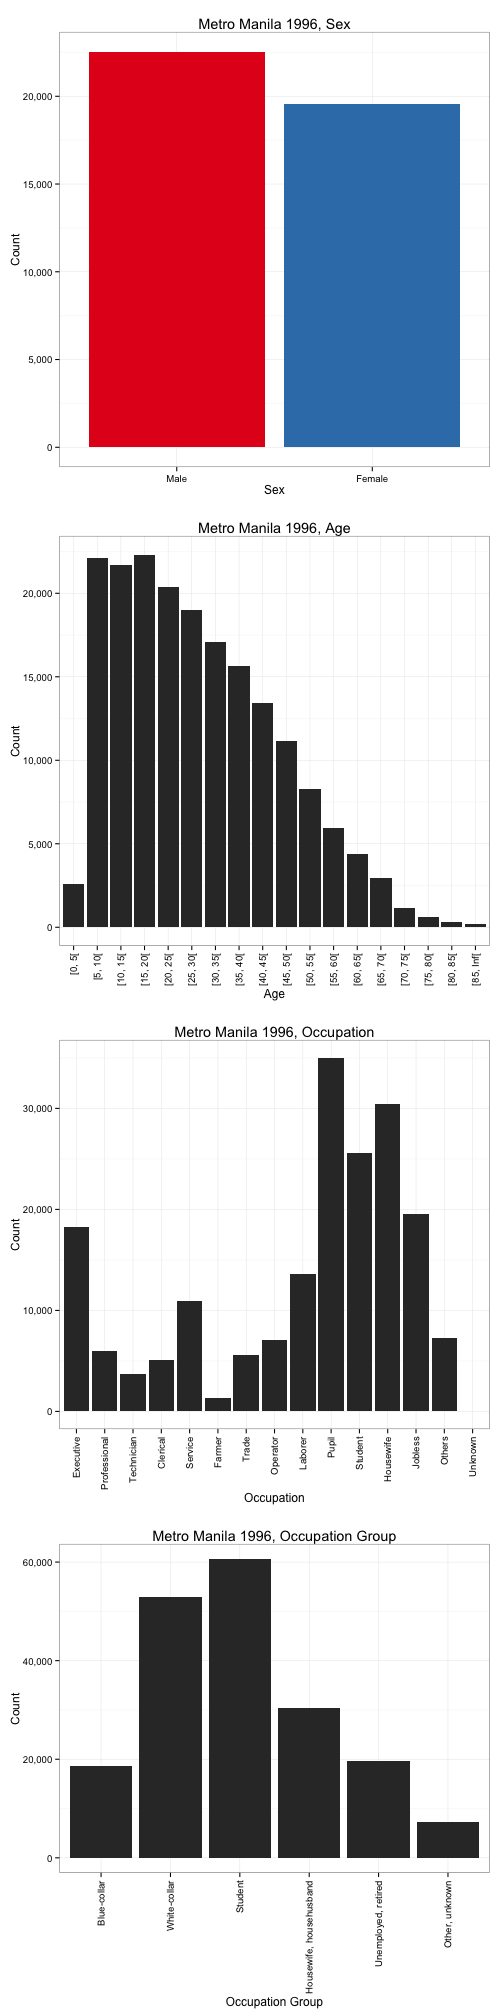 Metro Manila 1996, Sex
20,000
15,000
10,000
5,000
0
Count
Male Female
Sex
Metro Manila 1996, Age
20,000
15,000
10,000
5,000
0
Count
[0, 5[ [5, 10[ [10, 15[ [15, 20[ [20, 25[ [25, 30[ [30, 35[ [35, 40[ [40, 45[ [45, 50[ [50, 55[ [55, 60[ [60, 65[ [65, 70[ [70, 75[ [75, 80[ [80, 85[ [85, Inf[
Age
Metro Manila 1996, Occupation
30,000
20,000
10,000
0
Count
Executive Professional Technician Clerical Service Farmer Trade Operator Laborer Pupil Student Housewife Jobless Others Unknown
Occupation
Metro Manila 1996, Occupation Group
60,000
40,000
20,000
0
Count
Blue-collar White-collar Student Housewife, househusband Unemployed, retired Other, unknown
Occupation Group